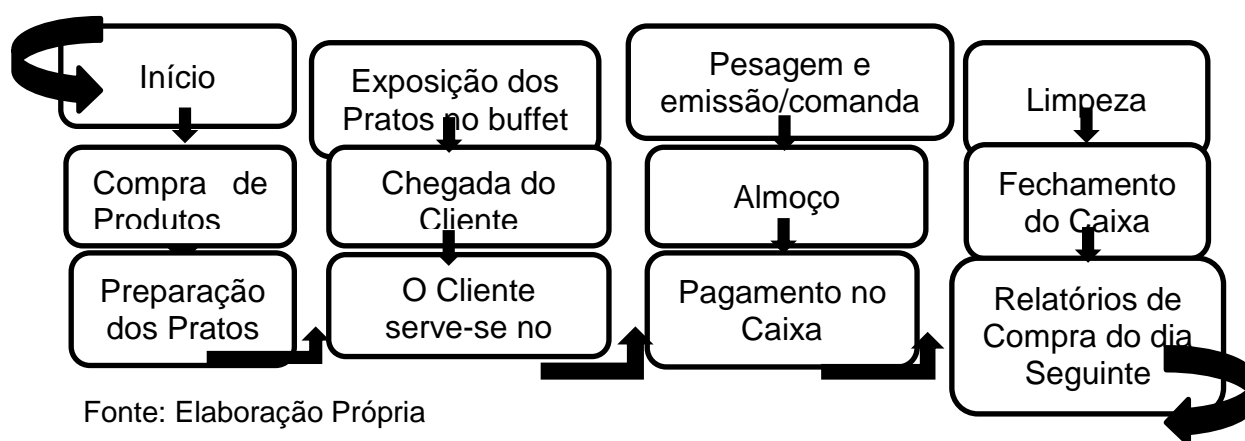 Início
Compra de
Produtos
Preparação
dos Pratos
Exposição dos
Pratos no buffet
Chegada do
Cliente
O Cliente
serve-se no
Pesagem e
emissão/comanda
Almoço
Pagamento no
Caixa
Limpeza
Fechamento
do Caixa
Relatórios de
Compra do dia
Seguinte
Fonte: Elaboração Própria